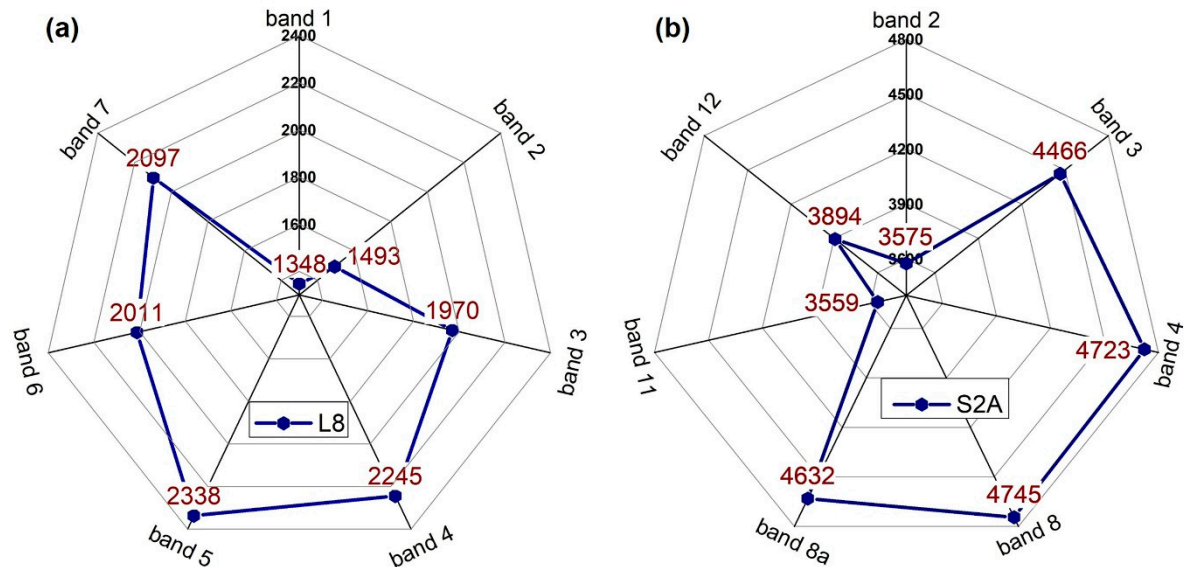 (a)
band 1
2400
2200
2000
1800
1600
band 2
band 3
band 4
band 5
band 6
band 7
1348
1493
1970
2245
2338
2011
2097
L8
(b)
band 2
4800
4500
4200
3900
3600
band 3
band 4
band 8
band 8a
band 11
band 12
3575
4466
4723
4745
4632
3559
3894
S2A